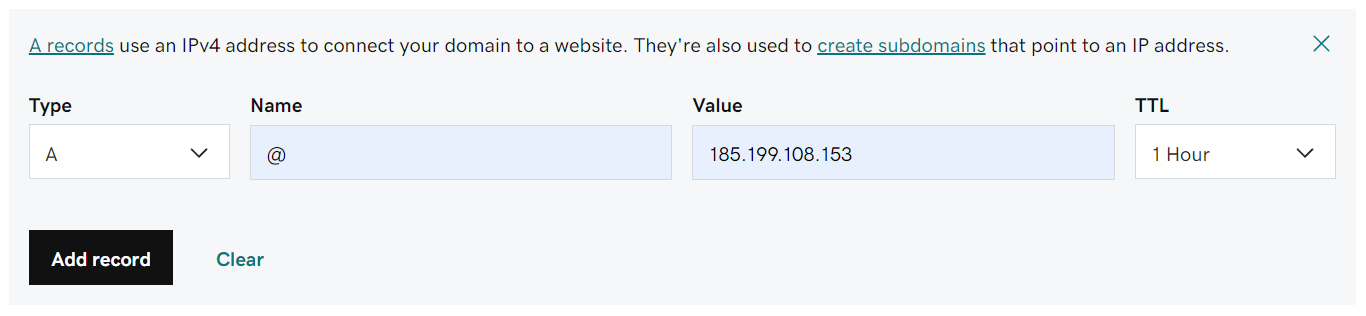 A records use an IPv4 address to connect your domain to a website. They're also used to create subdomains that point to an IP address.
Type Name Value TTL
A @ 185.199.108.153 1 Hour
Add record Clear